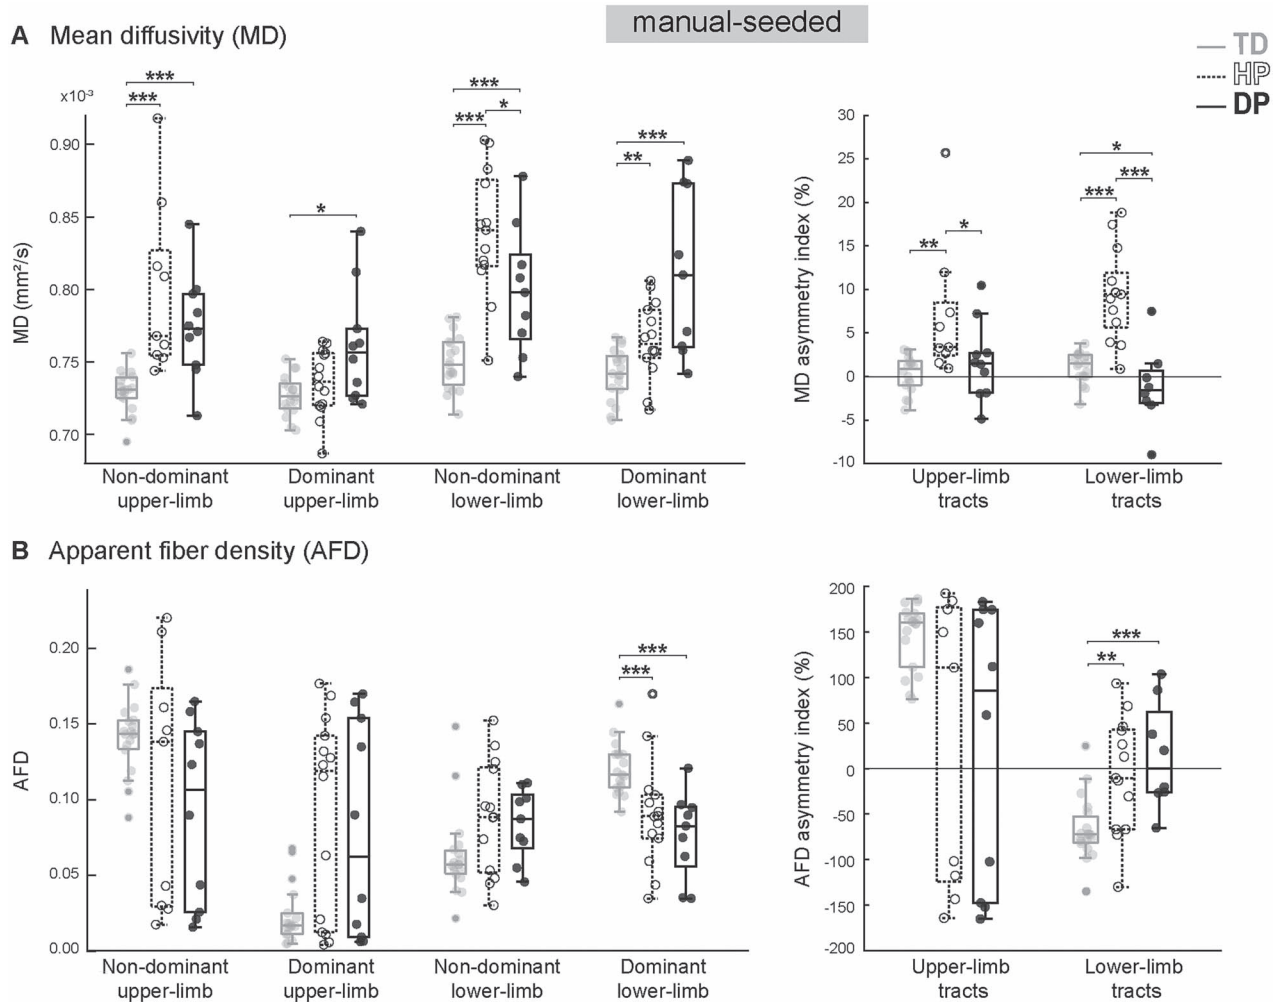 manual-seeded
A Mean diffusivity (MD)
TD
HP
DP
x10⁻³
0.90
0.85
0.80
0.75
0.70
MD (mm²/s)
***
***
*
***
***
*
***
**
Non-dominant upper-limb
Dominant upper-limb
Non-dominant lower-limb
Dominant lower-limb
30
25
20
15
10
5
0
-5
-10
MD asymmetry index (%)
**
*
*
***
***
Upper-limb tracts
Lower-limb tracts
B Apparent fiber density (AFD)
0.20
0.15
0.10
0.05
0.00
AFD
***
***
Non-dominant upper-limb
Dominant upper-limb
Non-dominant lower-limb
Dominant lower-limb
200
150
100
50
0
-50
-100
-150
-200
AFD asymmetry index (%)
***
**
Upper-limb tracts
Lower-limb tracts